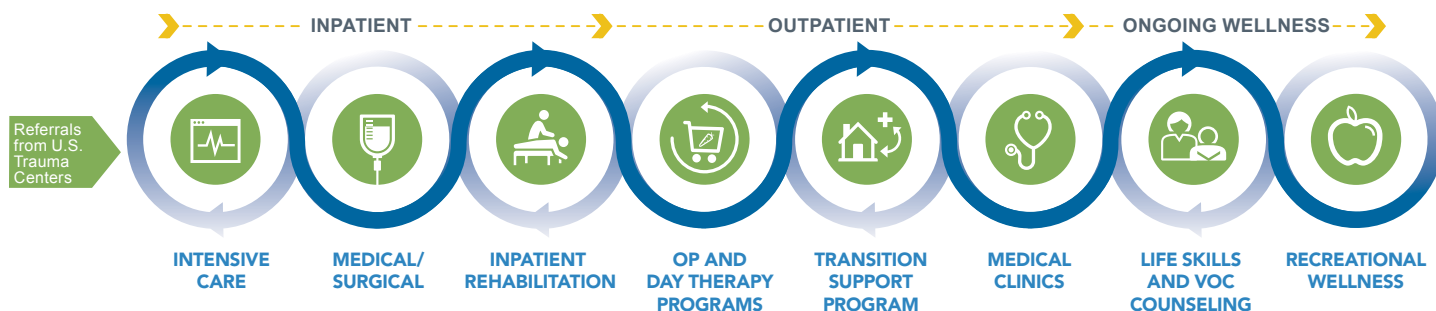 INPATIENT
OUTPATIENT
ONGOING WELLNESS
Referrals
from U.S.
Trauma
Centers
INTENSIVE
CARE
MEDICAL/
SURGICAL
INPATIENT
REHABILITATION
OP AND
DAY THERAPY
PROGRAMS
TRANSITION
SUPPORT
PROGRAM
MEDICAL
CLINICS
LIFE SKILLS
AND VOC
COUNSELING
RECREATIONAL
WELLNESS